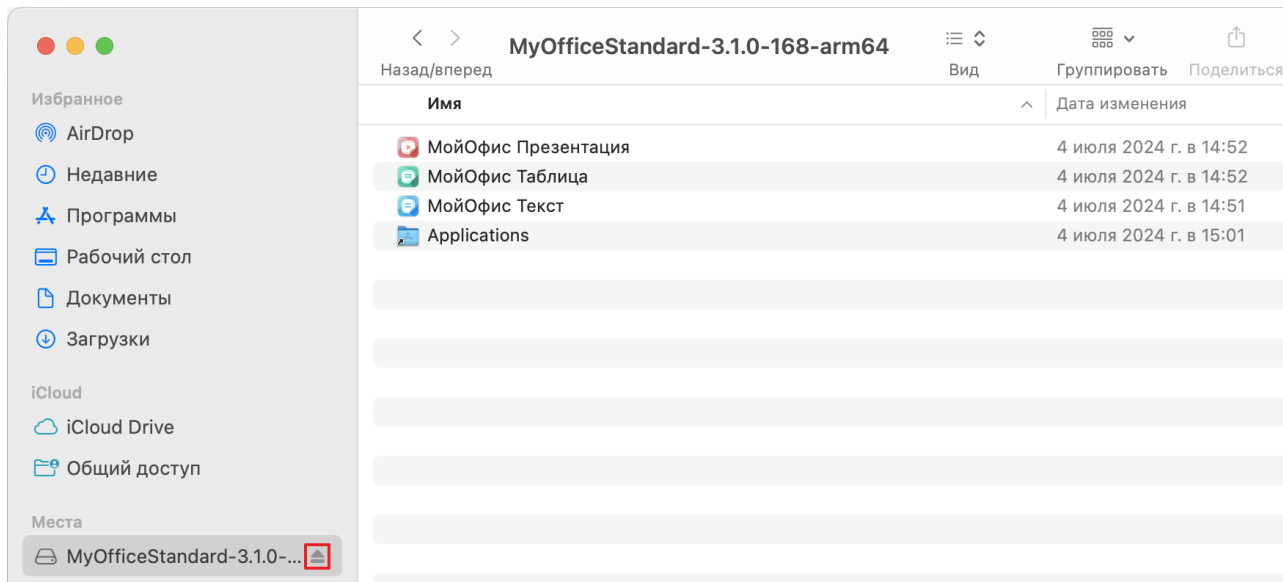 MyOfficeStandard-3.1.0-168-arm64
Назад/вперед
Вид
Группировать
Поделиться
Избранное
AirDrop
Недавние
Программы
Рабочий стол
Документы
Загрузки
iCloud
iCloud Drive
Общий доступ
Места
MyOfficeStandard-3.1.0-...
Имя Дата изменения
МойОфис Презентация 4 июля 2024 г. в 14:52
МойОфис Таблица 4 июля 2024 г. в 14:52
МойОфис Текст 4 июля 2024 г. в 14:51
Applications 4 июля 2024 г. в 15:01